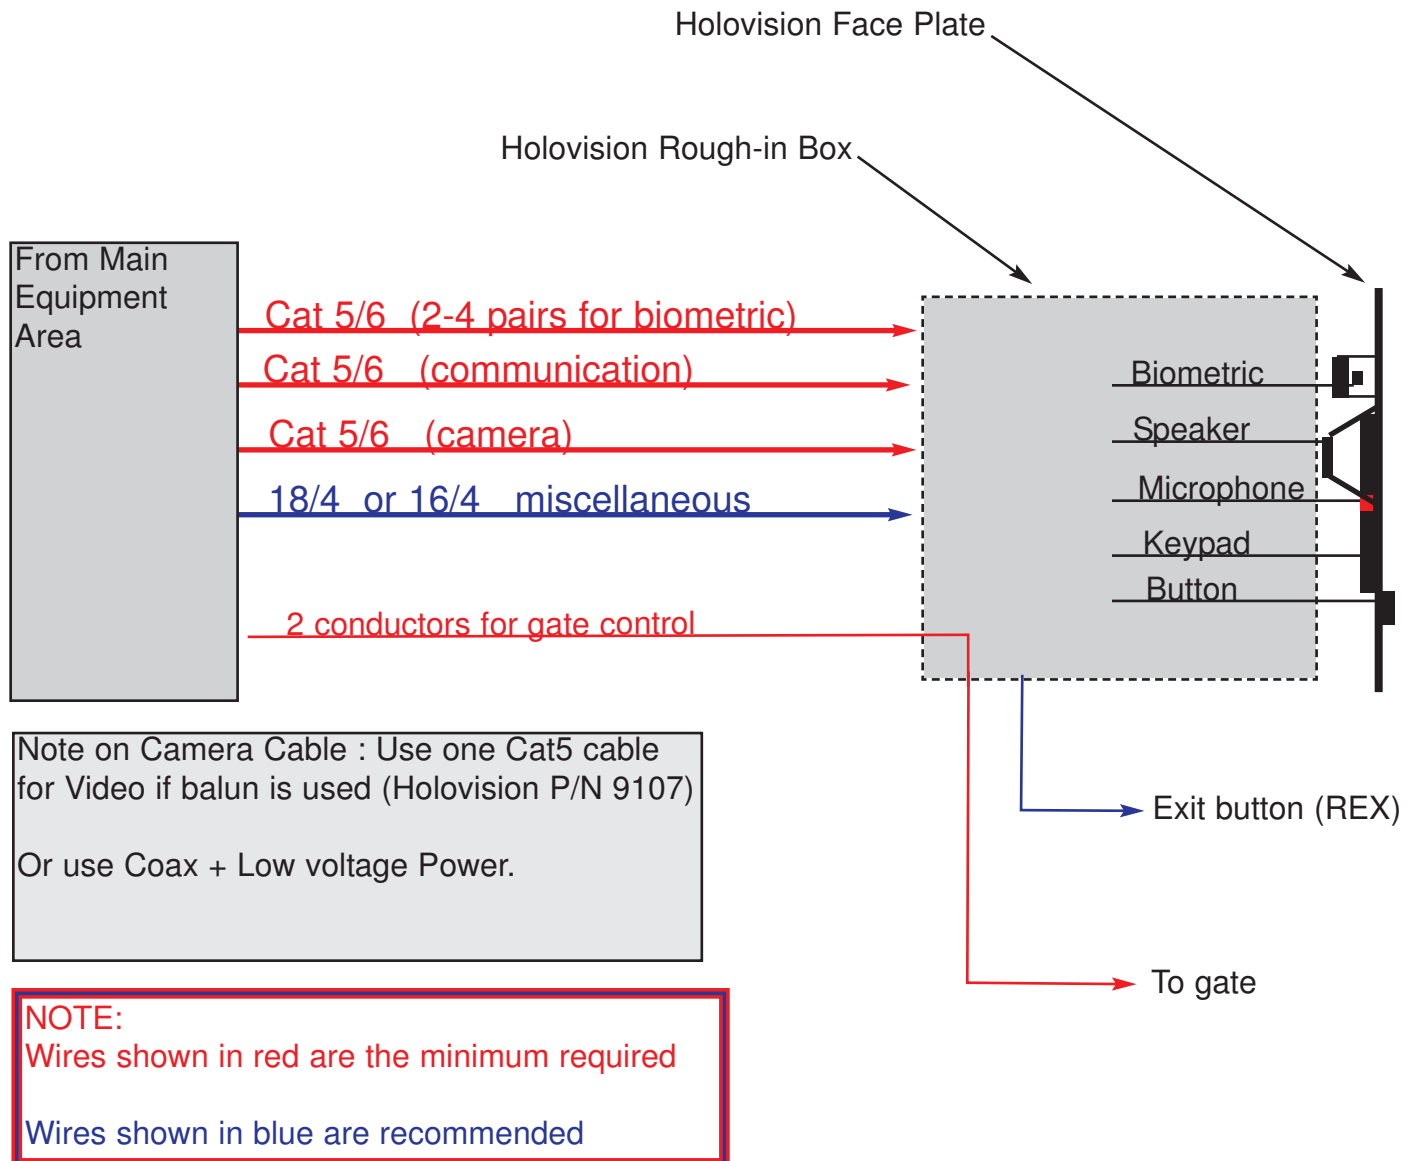 Holovision Face Plate
Holovision Rough-in Box
From Main
Equipment
Area
Cat 5/6 (2-4 pairs for biometric)
Cat 5/6 (communication)
Cat 5/6 (camera)
18/4 or 16/4 miscellaneous
2 conductors for gate control
Biometric
Speaker
Microphone
Keypad
Button
Note on Camera Cable : Use one Cat5 cable
for Video if balun is used (Holovision P/N 9107)
Or use Coax + Low voltage Power.
Exit button (REX)
To gate
NOTE:
Wires shown in red are the minimum required
Wires shown in blue are recommended